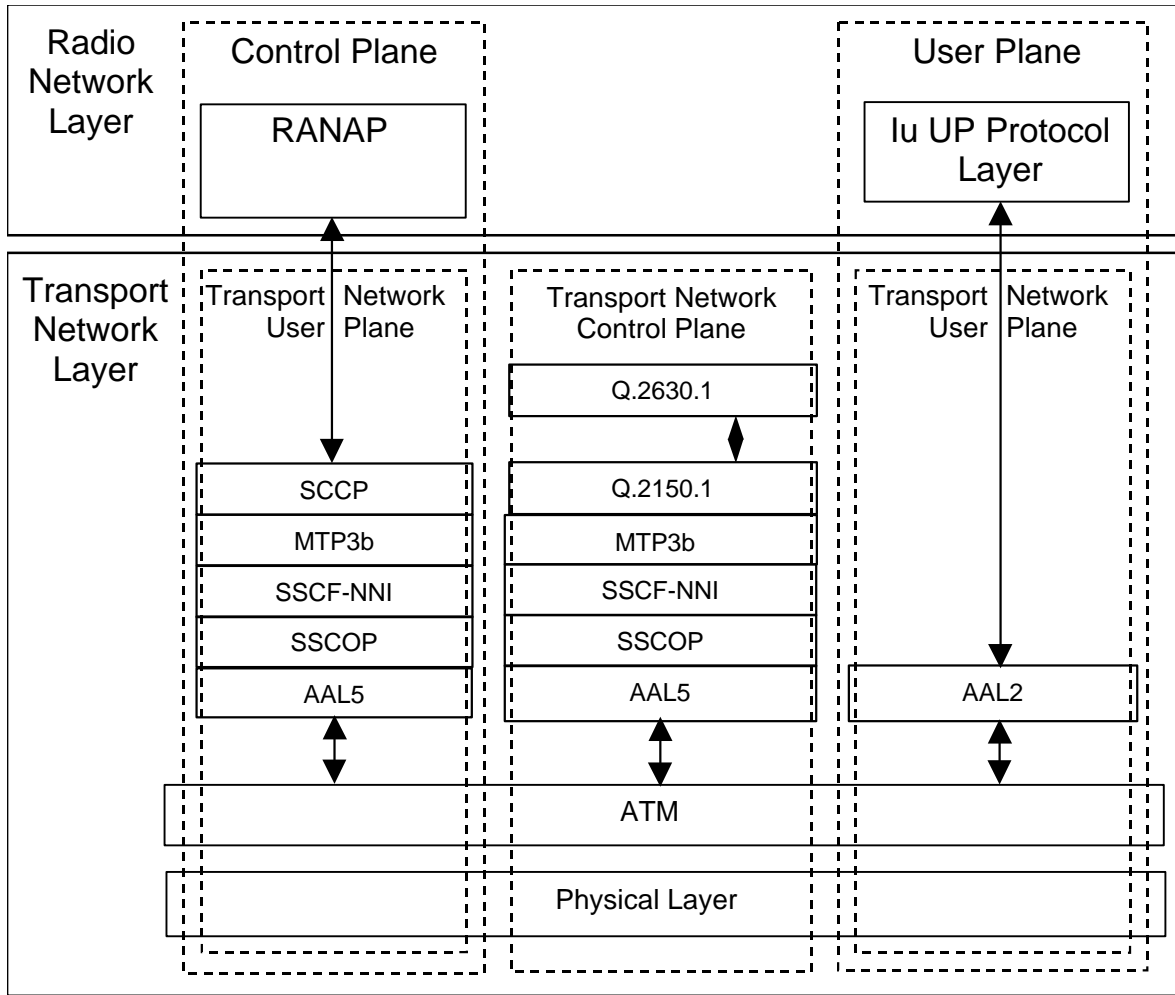 Radio
Network
Layer
Control Plane
User Plane
RANAP
Iu UP Protocol
Layer
Transport
Network
Layer
Transport Network
User Plane
Transport Network
Control Plane
Transport Network
User Plane
Q.2630.1
SCCP
Q.2150.1
MTP3b
MTP3b
SSCF-NNI
SSCF-NNI
SSCOP
SSCOP
AAL5
AAL5
AAL2
ATM
Physical Layer